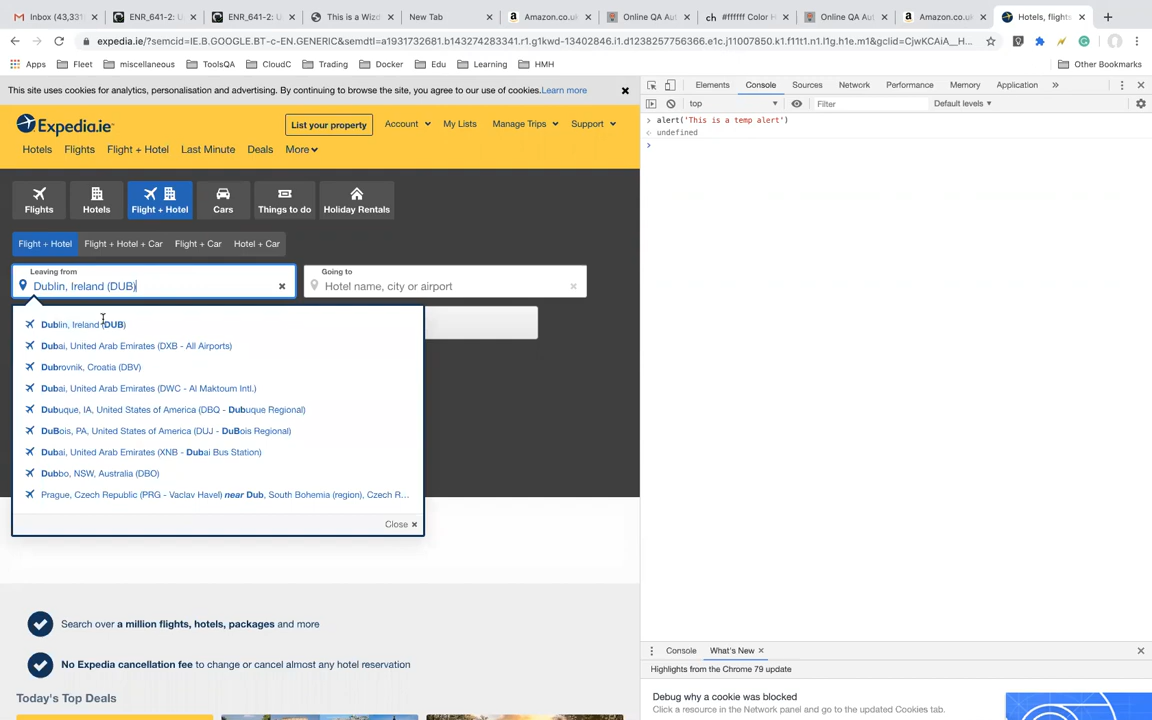 Inbox (43,331
ENR_641-2: U
ENR_641-2: U
This is a Wiz
New Tab
Amazon.co.u
Online QA Aut
#ffffff Color H
Online QA Aut
Amazon.co.u
Hotels, flights
expedia.ie/?semcid=IE.B.GOOGLE.BT-c-EN.GENERIC&semdtl=a1931732681.b143274283341.r1.g1kwd-13402846.i1.d1238257756366.e1c.j11007850.k1.f11t1.n1.l1g.h1e.m1&gclid=CjwKCAiA__H...
Apps Fleet miscellaneous ToolsQA CloudC Trading Docker Edu Learning HMH Other Bookmarks
This site uses cookies for analytics, personalisation and advertising. By continuing to browse the site, you agree to our use of cookies.Learn more
Elements Console Sources Network Performance Memory Application
top Filter Default levels
alert('This is a temp alert')
undefined
Expedia.ie
List your property
Account My Lists Manage Trips Support
Hotels Flights Flight + Hotel Last Minute Deals More
Flights Hotels Flight + Hotel Cars Things to do Holiday Rentals
Flight + Hotel Flight + Hotel + Car Flight + Car Hotel + Car
Leaving from
Dublin, Ireland (DUB)
Going to
Hotel name, city or airport
Dublin, Ireland (DUB)
Dubai, United Arab Emirates (DXB - All Airports)
Dubrovnik, Croatia (DBV)
Dubai, United Arab Emirates (DWC - Al Maktoum Intl.)
Dubuque, IA, United States of America (DBQ - Dubuque Regional)
DuBois, PA, United States of America (DUJ - DuBois Regional)
Dubai, United Arab Emirates (XNB - Dubai Bus Station)
Dubbo, NSW, Australia (DBO)
Prague, Czech Republic (PRG - Vaclav Havel) near Dub, South Bohemia (region), Czech R...
Close
Search over a million flights, hotels, packages and more
No Expedia cancellation fee to change or cancel almost any hotel reservation
Today's Top Deals
Console What's New
Highlights from the Chrome 79 update
Debug why a cookie was blocked
Click a resource in the Network panel and go to the updated Cookies tab.